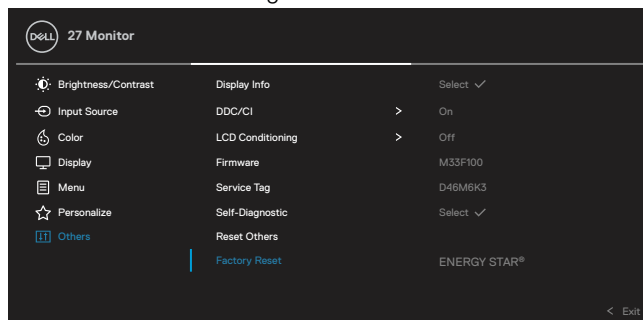 DELL 27 Monitor
Brightness/Contrast Display Info Select ✓
Input Source DDC/CI > On
Color LCD Conditioning > Off
Display Firmware M33F100
Menu Service Tag D46M6K3
Personalize Self-Diagnostic Select ✓
Others Reset Others
Factory Reset ENERGY STAR®
< Exit